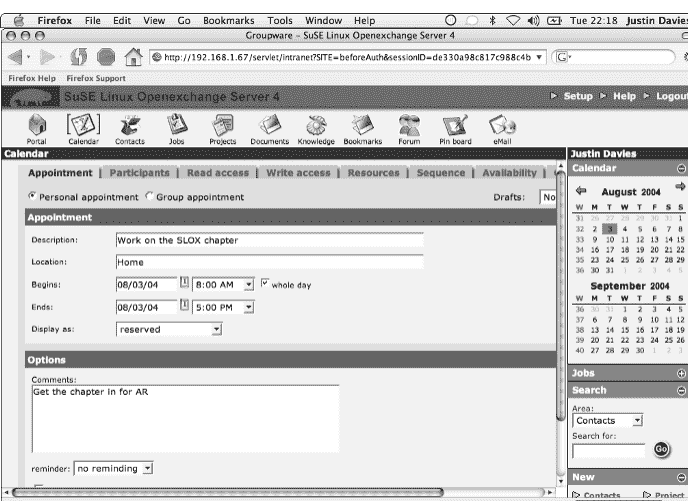 Firefox File Edit View Go Bookmarks Tools Window Help Tue 22:18 Justin Davies
Groupware — SuSE Linux Openexchange Server 4
http://192.168.1.67/servlet/intranet?SITE=beforeAuth&sessionID=de330a98c817c988c4b
Firefox Help Firefox Support
SuSE Linux Openexchange Server 4
Setup Help Logout
Portal Calendar Contacts Jobs Projects Documents Knowledge Bookmarks Forum Pin board eMail
Calendar
Appointment Participants Read access Write access Resources Sequence Availability
Personal appointment Group appointment Drafts: No
Appointment
Description: Work on the SLOX chapter
Location: Home
Begins: 08/03/04 8:00 AM whole day
Ends: 08/03/04 5:00 PM
Display as: reserved
Options
Comments:
Get the chapter in for AR
reminder: no reminding
Justin Davies
Calendar
August 2004
W M T W T F S S
31 26 27 28 29 30 31 1
32 2 3 4 5 6 7 8
33 9 10 11 12 13 14 15
34 16 17 18 19 20 21 22
35 23 24 25 26 27 28 29
36 30 31 1 2 3 4 5
September 2004
W M T W T F S S
36 30 31 1 2 3 4 5
37 6 7 8 9 10 11 12
38 13 14 15 16 17 18 19
39 20 21 22 23 24 25 26
40 27 28 29 30 1 2 3
Jobs
Search
Area:
Contacts
Search for:
Go
New
Contacts Project